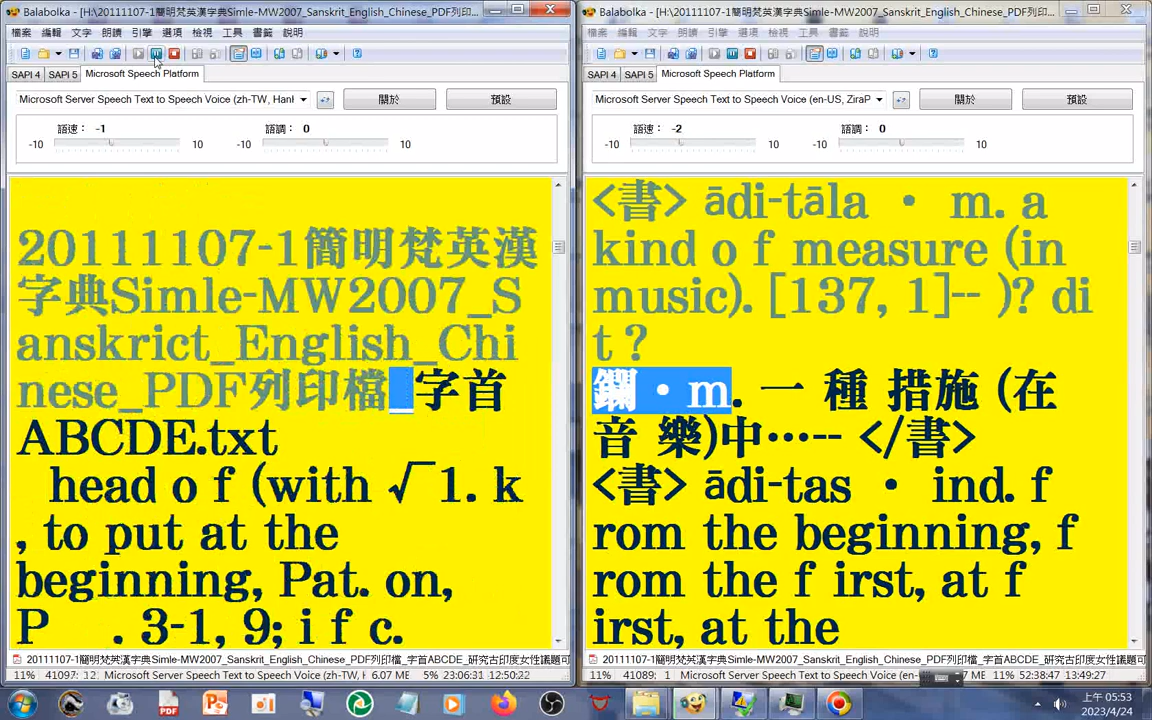 Balabolka - [H:\20111107-1簡明梵英漢字典Simle-MW2007_Sanskrit_English_Chinese_PDF列印...
檔案 編輯 文字 朗讀 引擎 選項 檢視 工具 書籤 說明
SAPI 4 SAPI 5 Microsoft Speech Platform
Microsoft Server Speech Text to Speech Voice (zh-TW, Hanl
關於
預設
語速： -1
語調： 0
-10 10 -10 10
20111107-1簡明梵英漢
字典Simle-MW2007_S
anskrict_English_Chi
nese_PDF列印檔_字首
ABCDE.txt
head o f (with √1. k
, to put at the
beginning, Pat. on,
P . 3-1, 9; i f c.
20111107-1簡明梵英漢字典Simle-MW2007_Sanskrit_English_Chinese_PDF列印檔_字首ABCDE_研究古印度女性議題可
11% 41097: 12 Microsoft Server Speech Text to Speech Voice (zh-TW, H 6.07 MB 5% 23:06:31 12:50:22
Balabolka - [H:\20111107-1簡明梵英漢字典Simle-MW2007_Sanskrit_English_Chinese_PDF列印...
檔案 編輯 文字 朗讀 引擎 選項 檢視 工具 書籤 說明
SAPI 4 SAPI 5 Microsoft Speech Platform
Microsoft Server Speech Text to Speech Voice (en-US, ZiraP
關於
預設
語速： -2
語調： 0
-10 10 -10 10
<書> ādi-tāla • m. a
kind o f measure (in
music). [137, 1]-- )? di
t ?
鑭・m. 一 種 措施 (在
音 樂)中⋯-- </書>
<書> ādi-tas • ind. f
rom the beginning, f
rom the f irst, at f
irst, at the
20111107-1簡明梵英漢字典Simle-MW2007_Sanskrit_English_Chinese_PDF列印檔_字首ABCDE_研究古印度女性議題可
11% 41089: 1 Microsoft Server Speech Text to Speech Voice (en- ME 11% 52:38:47 13:49:27
上午 05:53
2023/4/24